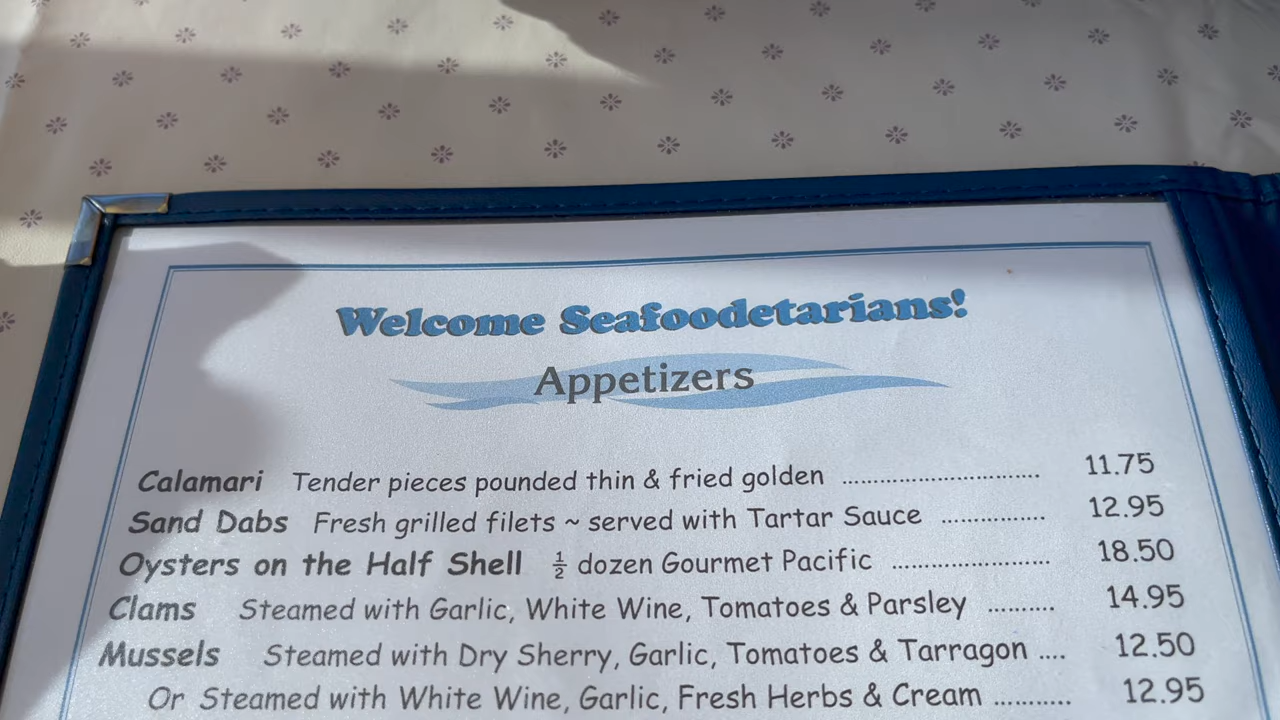 Welcome Seafoodetarians!
Appetizers
Calamari Tender pieces pounded thin & fried golden ................................ 11.75
Sand Dabs Fresh grilled filets ~ served with Tartar Sauce ................. 12.95
Oysters on the Half Shell ½ dozen Gourmet Pacific .......................... 18.50
Clams Steamed with Garlic, White Wine, Tomatoes & Parsley ........... 14.95
Mussels Steamed with Dry Sherry, Garlic, Tomatoes & Tarragon .... 12.50
Or Steamed with White Wine, Garlic, Fresh Herbs & Cream ............ 12.95